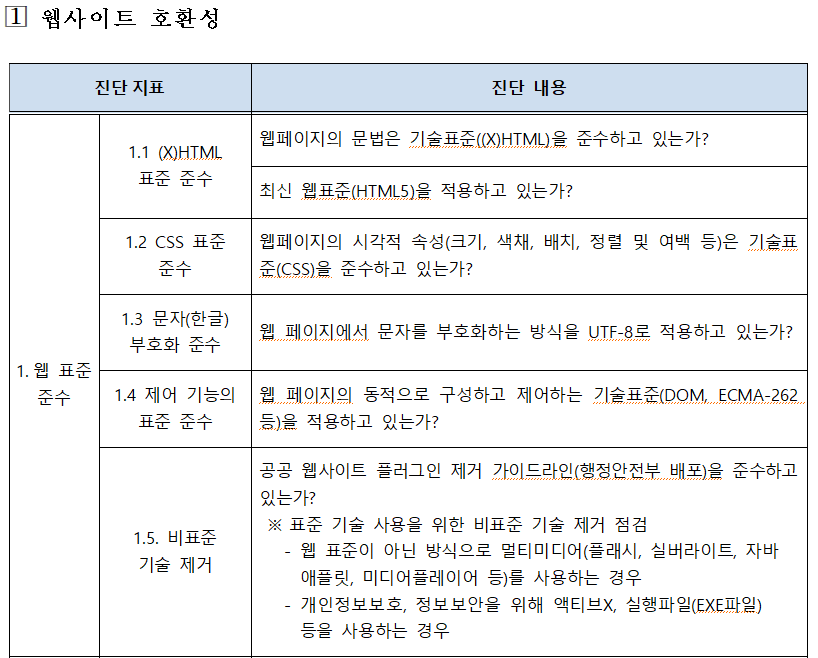 1 웹사이트 호환성
진단 지표
진단 내용
1. 웹 표준
준수
1.1 (X)HTML
표준 준수
웹페이지의 문법은 기술표준((X)HTML)을 준수하고 있는가?
최신 웹표준(HTML5)을 적용하고 있는가?
1.2 CSS 표준
준수
웹페이지의 시각적 속성(크기, 색채, 배치, 정렬 및 여백 등)은 기술표
준(CSS)을 준수하고 있는가?
1.3 문자(한글)
부호화 준수
웹 페이지에서 문자를 부호화하는 방식을 UTF-8로 적용하고 있는가?
1.4 제어 기능의
표준 준수
웹 페이지의 동적으로 구성하고 제어하는 기술표준(DOM, ECMA-262
등)을 적용하고 있는가?
1.5. 비표준
기술 제거
공공 웹사이트 플러그인 제거 가이드라인(행정안전부 배포)을 준수하고
있는가?
※ 표준 기술 사용을 위한 비표준 기술 제거 점검
- 웹 표준이 아닌 방식으로 멀티미디어(플래시, 실버라이트, 자바
애플릿, 미디어플레이어 등)를 사용하는 경우
- 개인정보보호, 정보보안을 위해 액티브X, 실행파일(EXE파일)
등을 사용하는 경우